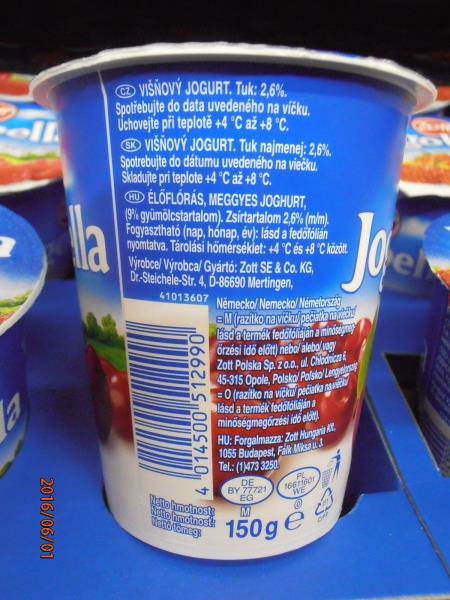 CZ VIŠŇOVÝ JOGURT. Tuk: 2,6%.
Spotřebujte do data uvedeného na víčku.
Uchovejte při teplotě +4 °C až +8 °C.
SK VIŠŇOVÝ JOGURT. Tuk najmenej: 2,6%.
Spotrebujte do dátumu uvedeného na viečku.
Skladujte pri teplote +4 °C až +8 °C.
HU ÉLŐFLÓRÁS, MEGGYES JOGHURT,
(9% gyümölcstartalom). Zsírtartalom 2,6% (m/m).
Fogyasztható (nap, hónap, év): lásd a fedőfólián
nyomtatva. Tárolási hőmérséklet: +4 °C és +8 °C között.
Výrobce/ Výrobca/ Gyártó: Zott SE & Co. KG,
Dr.-Steichele-Str. 4, D-86690 Mertingen,
41013607
Německo/ Nemecko/ Németország
= M (razítko na víčku/ pečiatka na viečku/
lásd a termék fedőfóliáján a minőségmeg-
őrzési idő előtt) nebo/ alebo/ vagy
Zott Polska Sp. z o.o., ul. Chłodnicza 6,
45-315 Opole, Polsko/ Poľsko/ Lengyelország
= O (razítko na víčku/ pečiatka na viečku/
lásd a termék fedőfóliáján a
minőségmegőrzési idő előtt).
HU: Forgalmazza: Zott Hungária Kft.
1055 Budapest, Falk Miksa u. 3.
Tel.: (1)473 3250
4 014500 512990
DE
BY 77721
EG
M
PL
16611601
WE
O
Netto hmotnost:
Netto hmotnosť:
Nettó tömeg:
150 g e
C/PP
Jog
lla
ella
2016/06/01